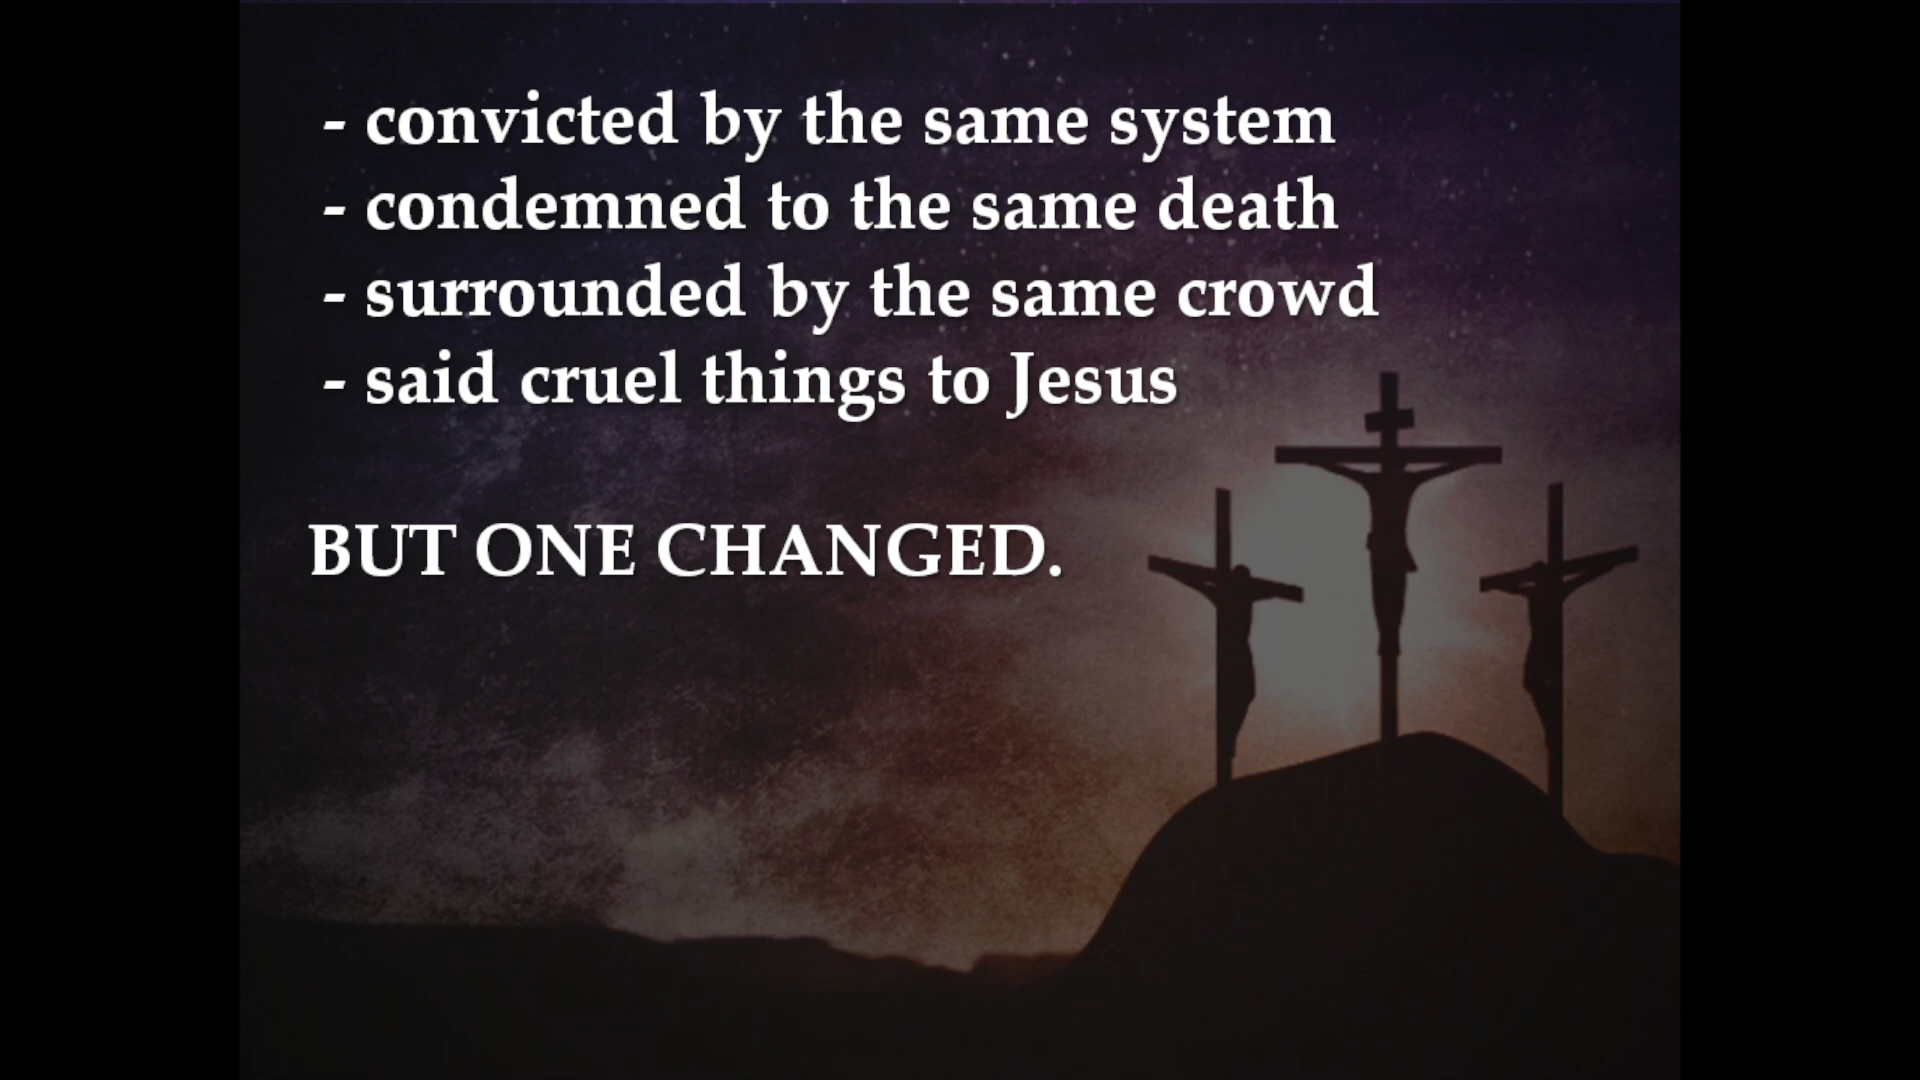 - convicted by the same system
- condemned to the same death
- surrounded by the same crowd
- said cruel things to Jesus
BUT ONE CHANGED.